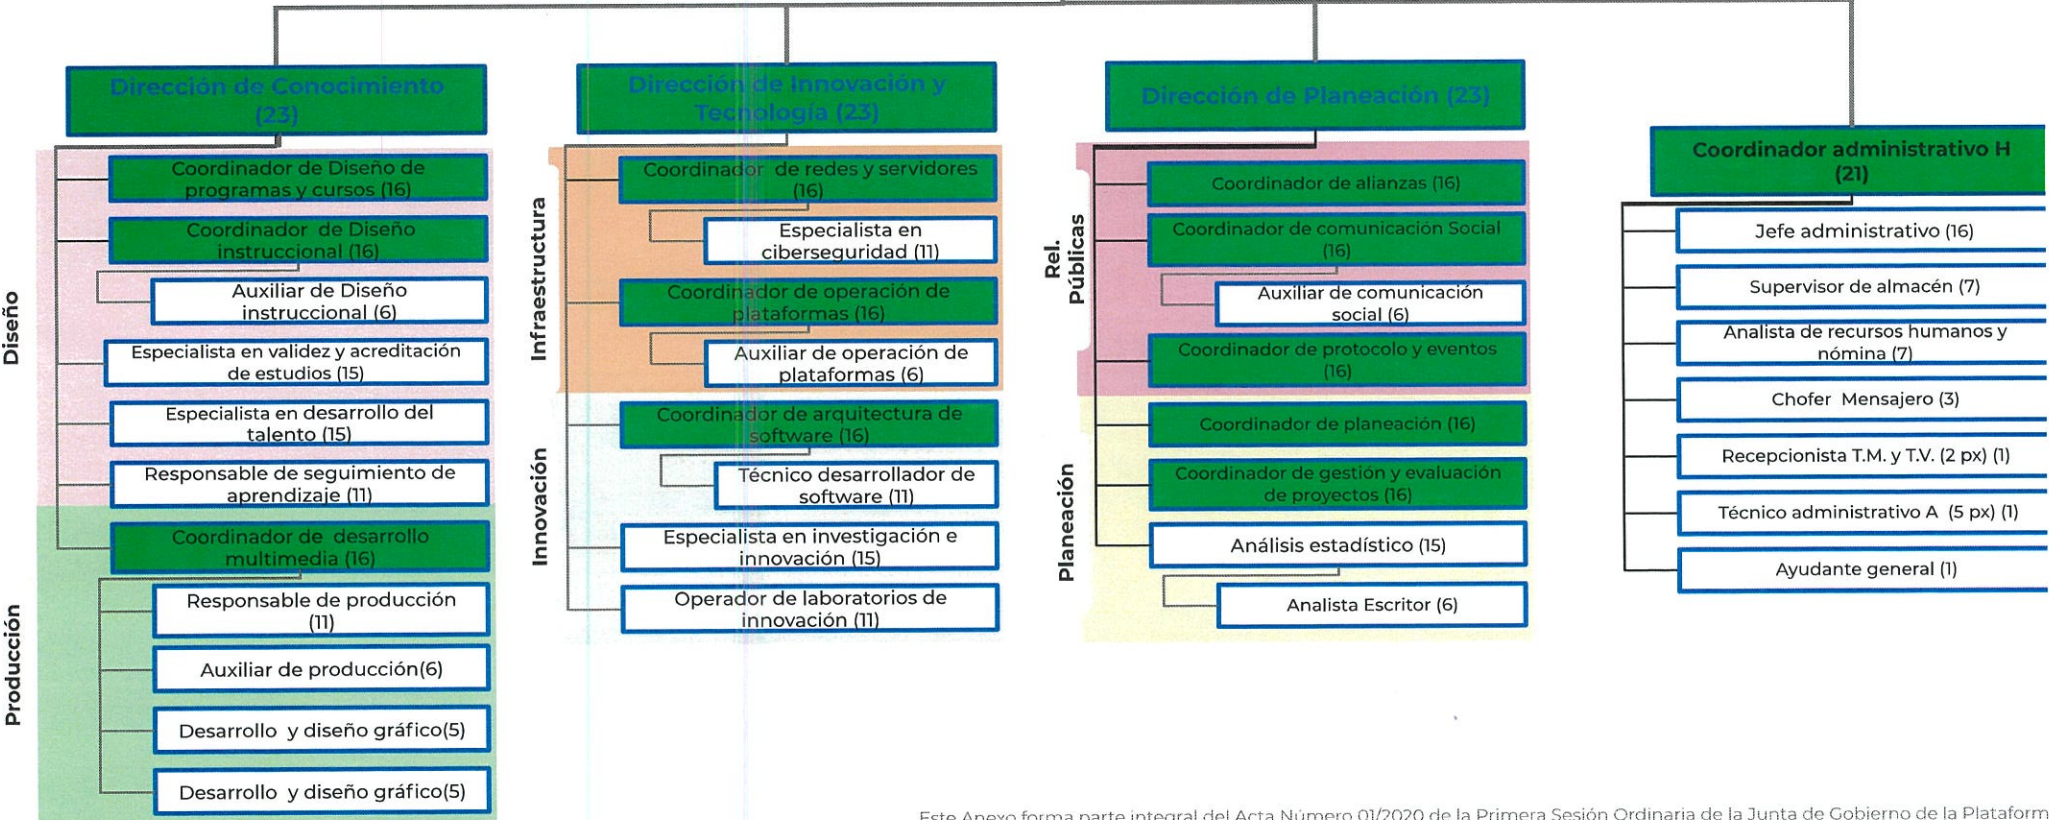 Dirección de Conocimiento
(23)
Diseño
Coordinador de Diseño de
programas y cursos (16)
Coordinador de Diseño
instruccional (16)
Auxiliar de Diseño
instruccional (6)
Especialista en validez y acreditación
de estudios (15)
Especialista en desarrollo del
talento (15)
Responsable de seguimiento de
aprendizaje (11)
Producción
Coordinador de desarrollo
multimedia (16)
Responsable de producción
(11)
Auxiliar de producción(6)
Desarrollo y diseño gráfico(5)
Desarrollo y diseño gráfico(5)
Dirección de Innovación y
Tecnología (23)
Infraestructura
Coordinador de redes y servidores
(16)
Especialista en
ciberseguridad (11)
Coordinador de operación de
plataformas (16)
Auxiliar de operación de
plataformas (6)
Innovación
Coordinador de arquitectura de
software (16)
Técnico desarrollador de
software (11)
Especialista en investigación e
innovación (15)
Operador de laboratorios de
innovación (11)
Dirección de Planeación (23)
Rel.
Públicas
Coordinador de alianzas (16)
Coordinador de comunicación Social
(16)
Auxiliar de comunicación
social (6)
Coordinador de protocolo y eventos
(16)
Planeación
Coordinador de planeación (16)
Coordinador de gestión y evaluación
de proyectos (16)
Análisis estadístico (15)
Analista Escritor (6)
Coordinador administrativo H
(21)
Jefe administrativo (16)
Supervisor de almacén (7)
Analista de recursos humanos y
nómina (7)
Chofer Mensajero (3)
Recepcionista T.M. y T.V. (2 px) (1)
Técnico administrativo A (5 px) (1)
Ayudante general (1)
Este Anexo forma parte integral del Acta Número 01/2020 de la Primera Sesión Ordinaria de la Junta de Gobierno de la Plataform